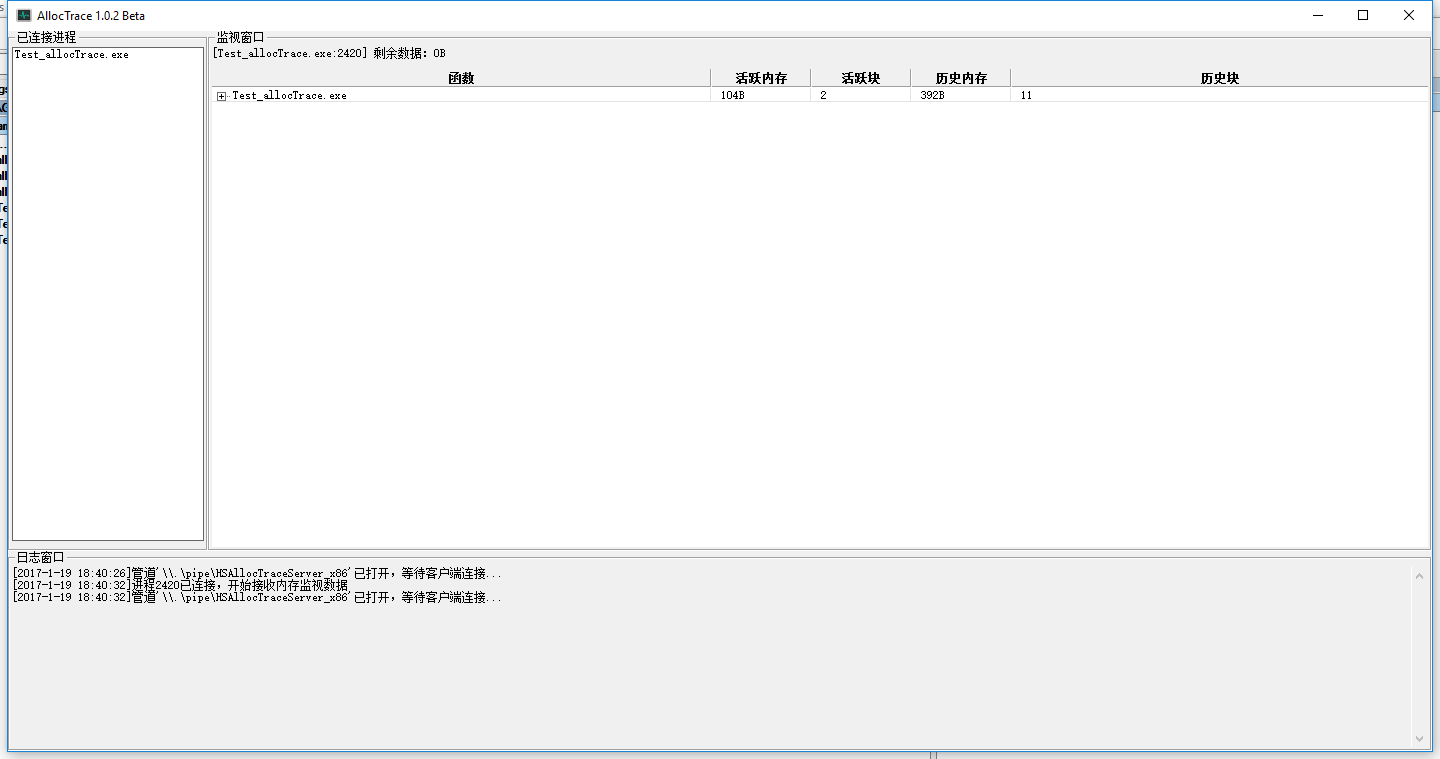 AllocTrace 1.0.2 Beta
已连接进程
Test_allocTrace.exe
监视窗口
[Test_allocTrace.exe:2420] 剩余数据: 0B
函数 活跃内存 活跃块 历史内存 历史块
Test_allocTrace.exe 104B 2 392B 11
日志窗口
[2017-1-19 18:40:26]管道'\\.\pipe\HSAllocTraceServer_x86'已打开，等待客户端连接...
[2017-1-19 18:40:32]进程2420已连接，开始接收内存监视数据
[2017-1-19 18:40:32]管道'\\.\pipe\HSAllocTraceServer_x86'已打开，等待客户端连接...